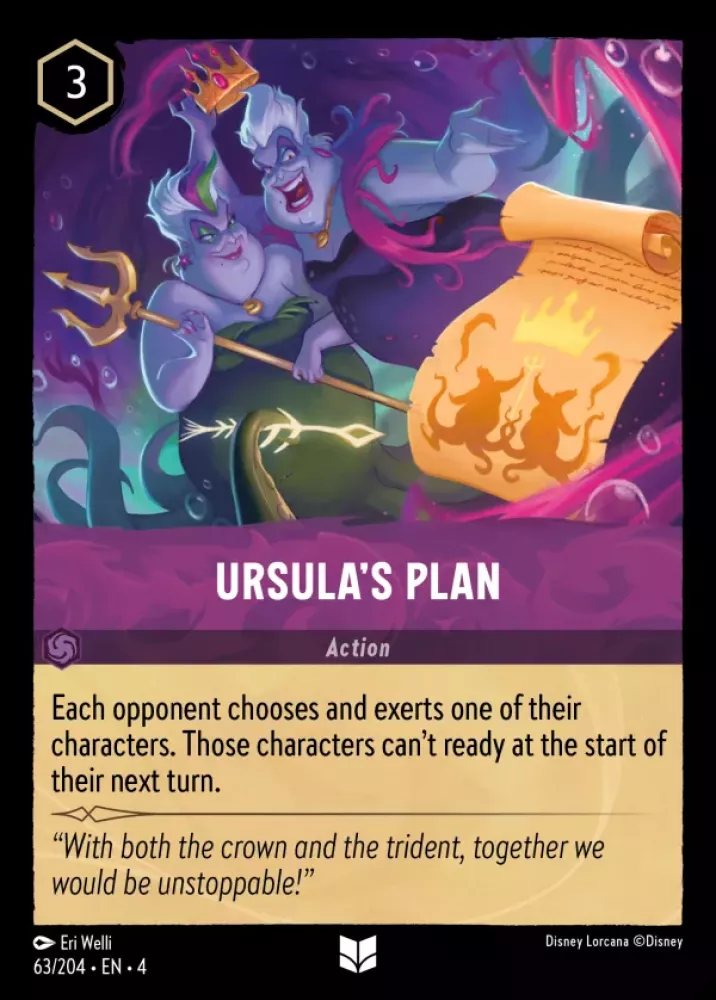 3
URSULA'S PLAN
Action
Each opponent chooses and exerts one of their
characters. Those characters can't ready at the start of
their next turn.
“With both the crown and the trident, together we
would be unstoppable!”
Eri Welli
Disney Lorcana ©Disney
63/204 • EN • 4